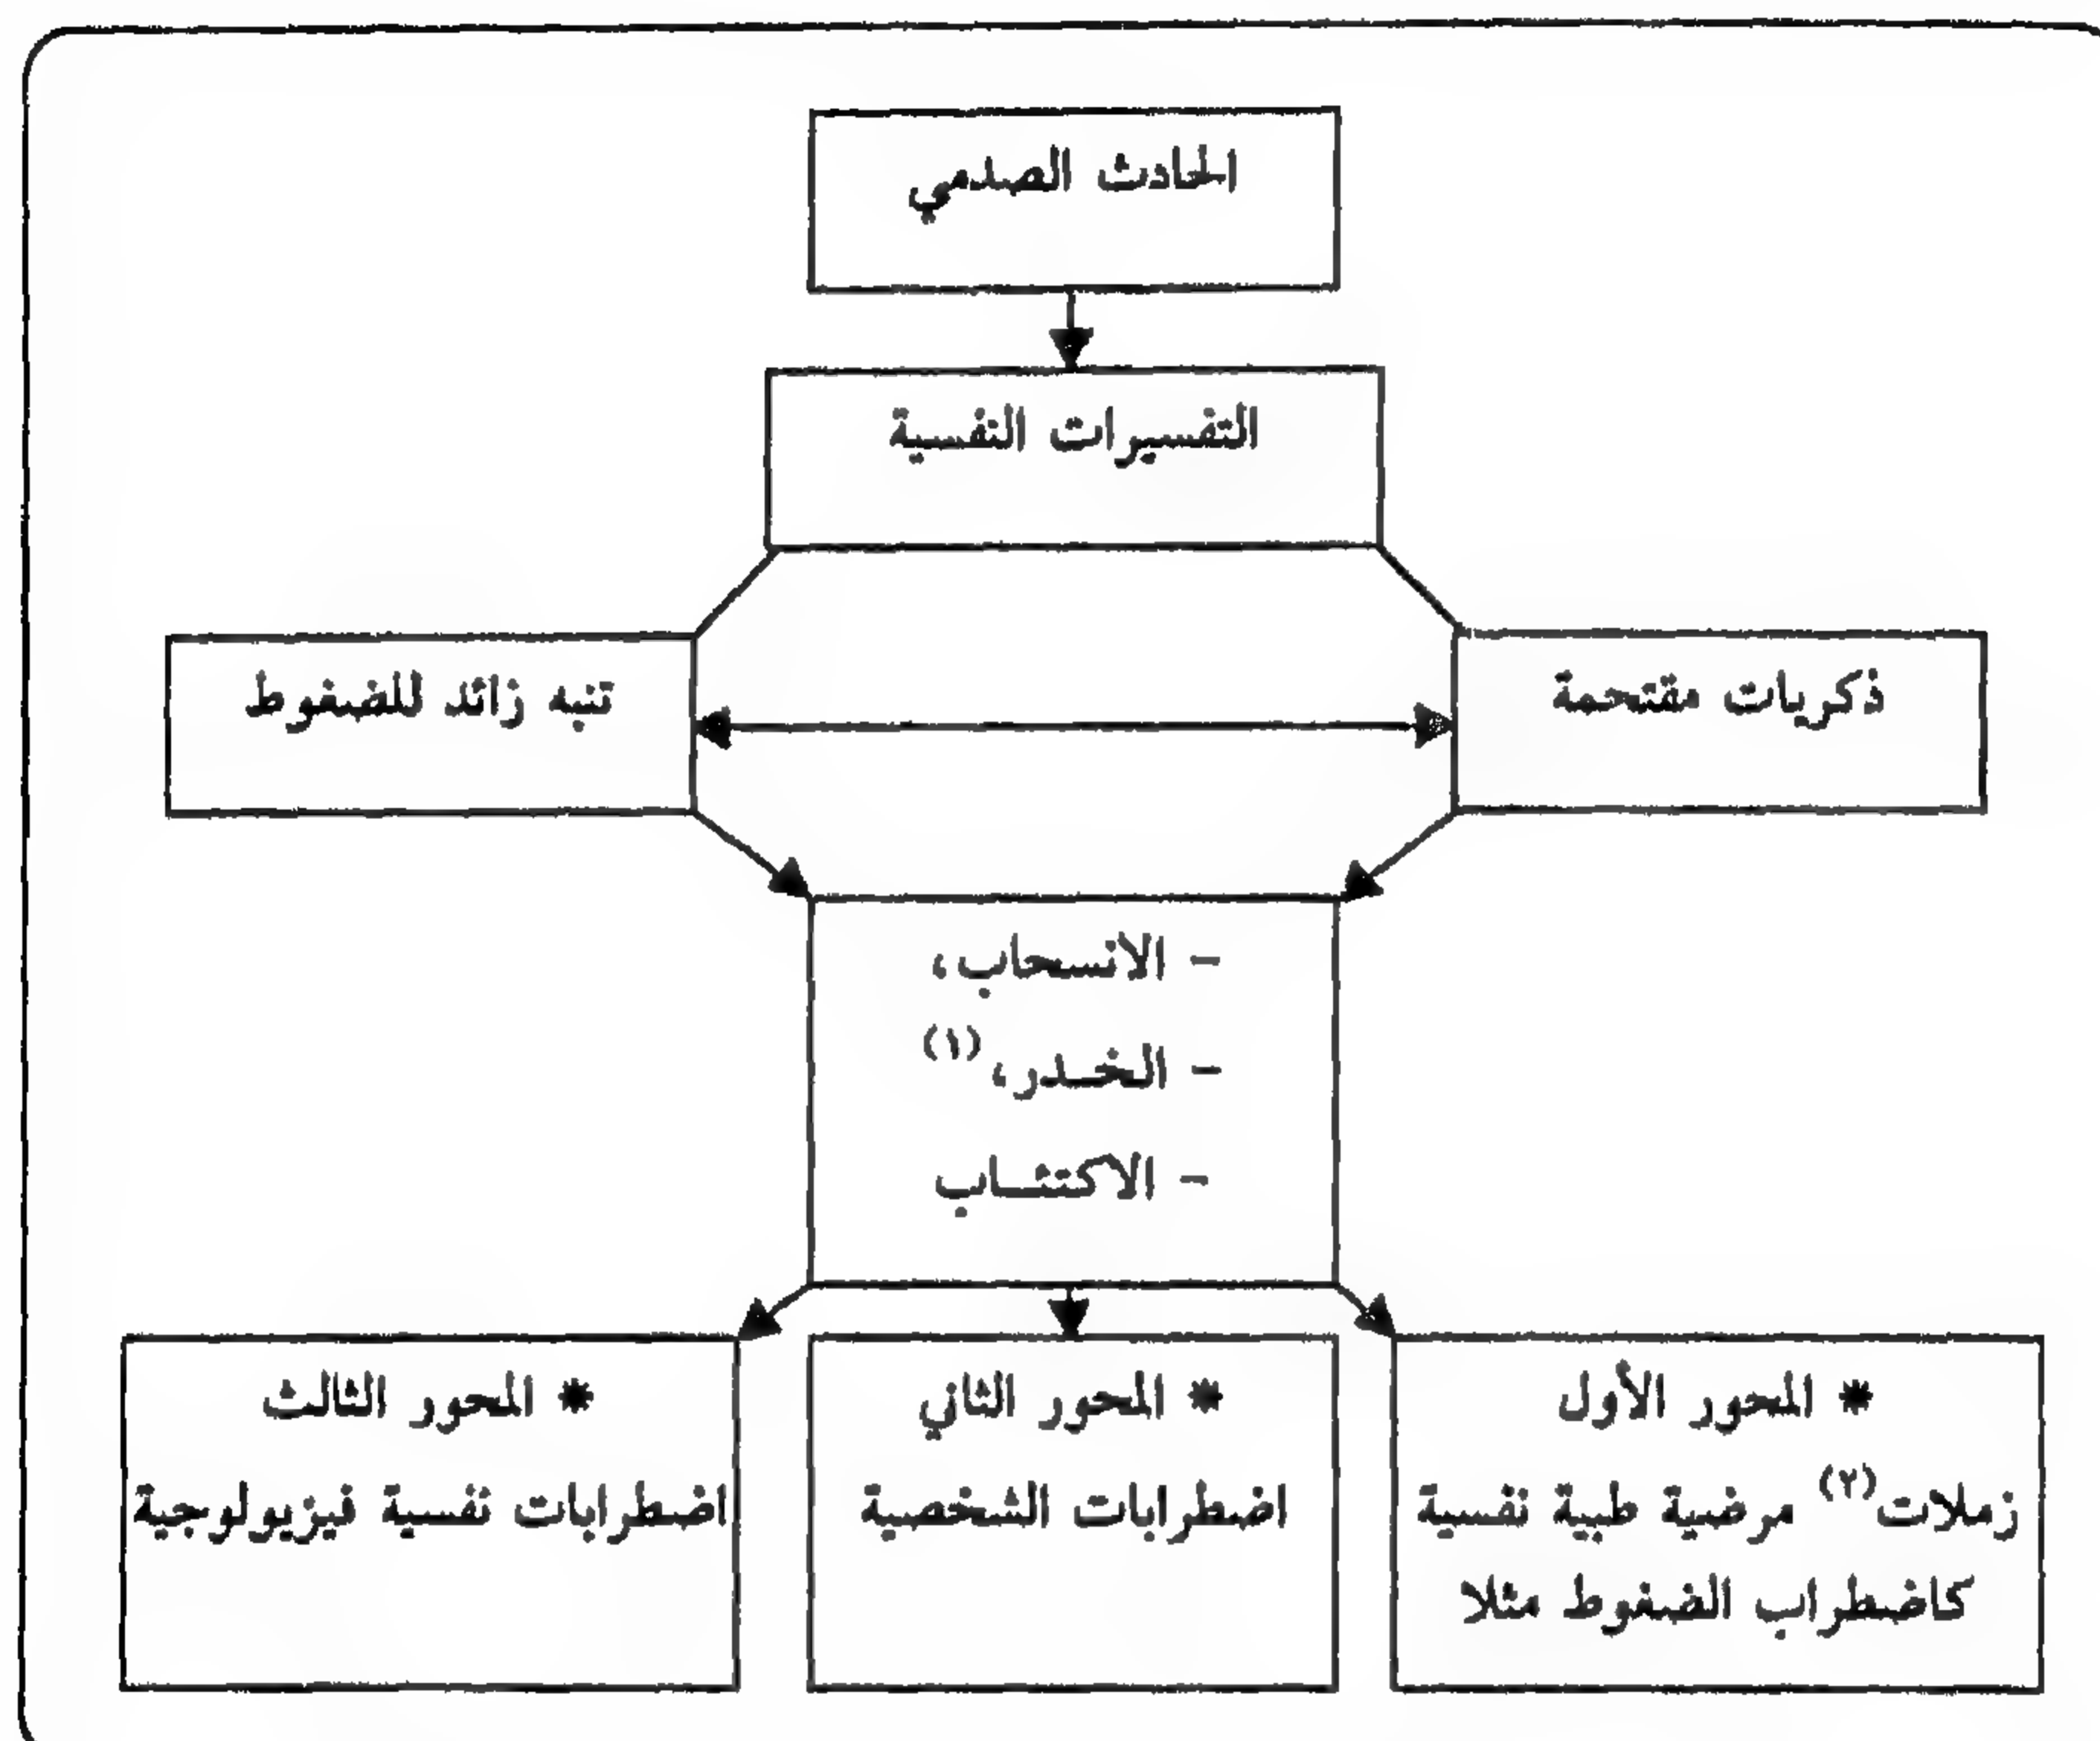 الحادث الصدمي
التفسيرات النفسية
ذكريات مقتحمة
تنبه زائد للضغوط
- الانسحاب،
- الخدر،(١)
- الاكتئاب
* المحور الأول
زملات(٢) مرضية طبية نفسية
كاضطراب الضغوط مثلا
* المحور الثاني
اضطرابات الشخصية
* المحور الثالث
اضطرابات نفسية فيزيولوجية